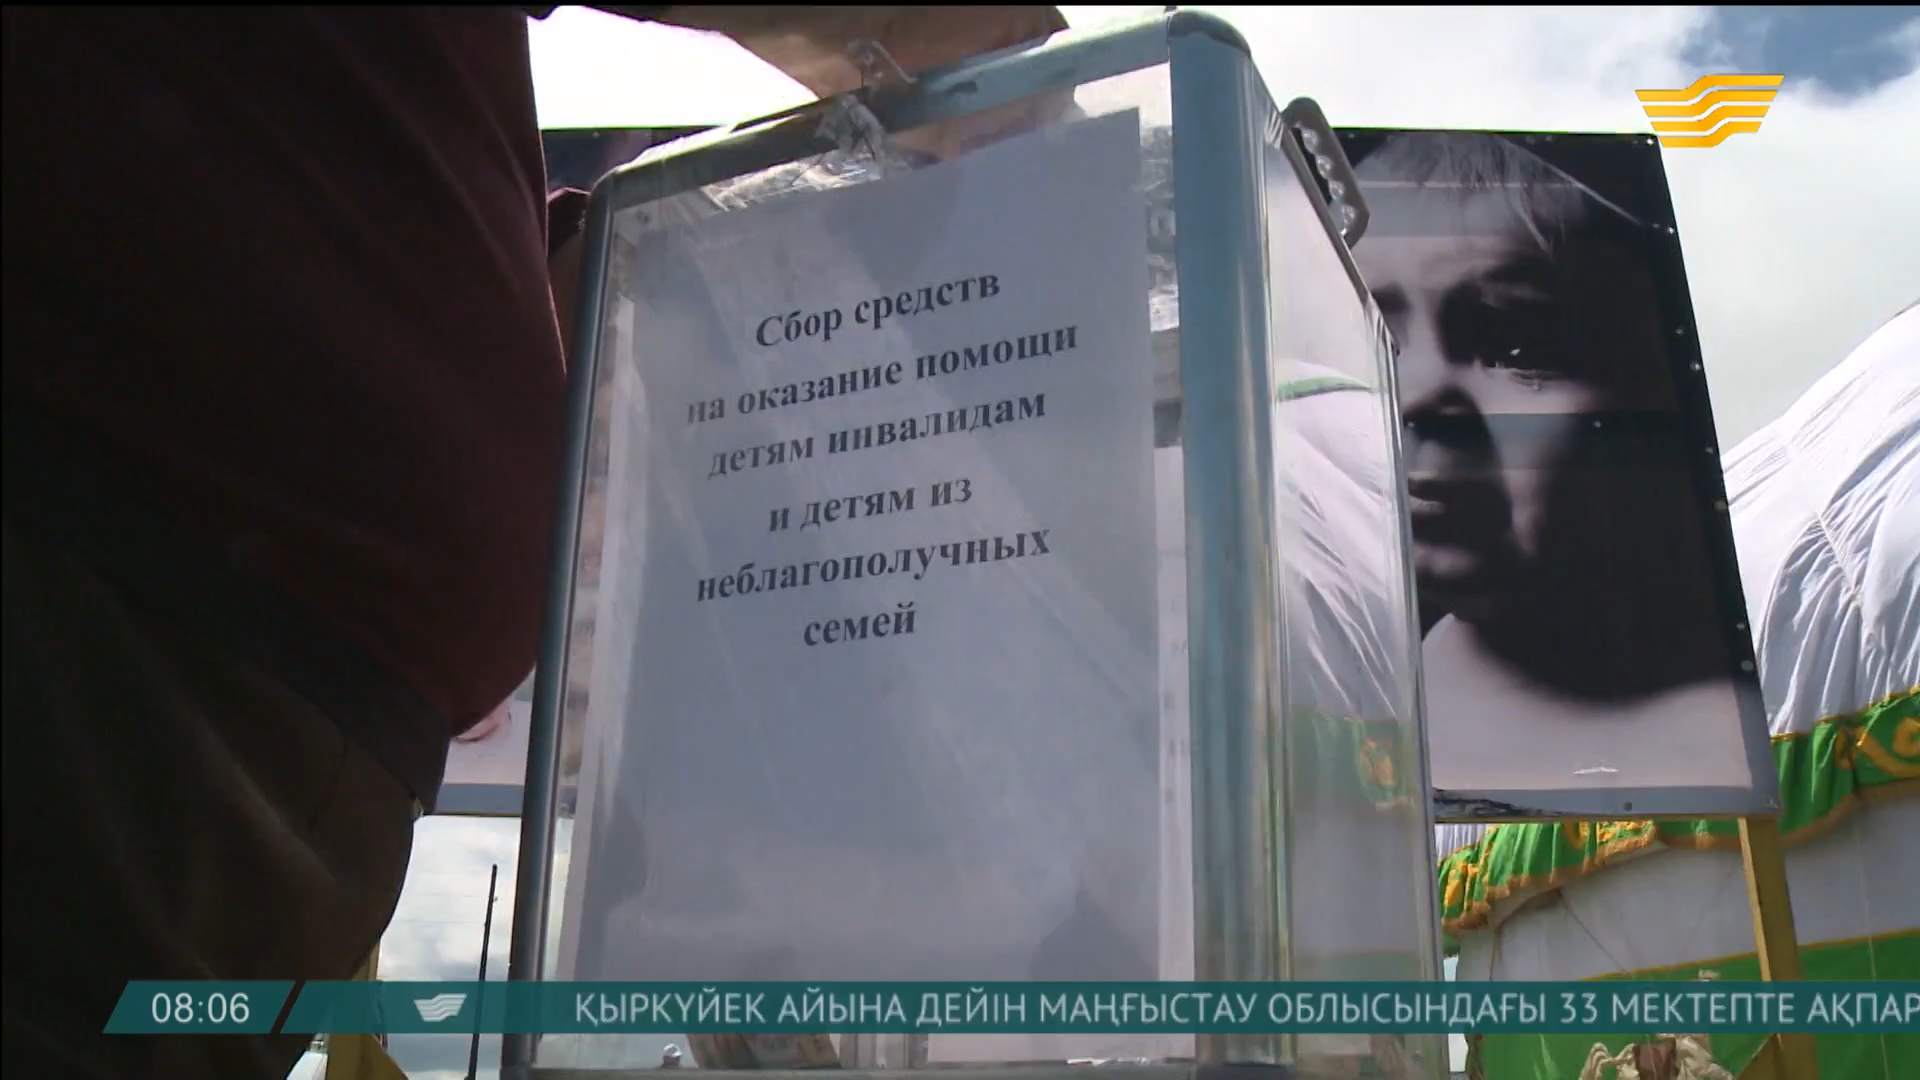 Сбор средств
на оказание помощи
детям инвалидам
и детям из
неблагополучных
семей
08:06 ҚЫРКҮЙЕК АЙЫНА ДЕЙІН МАҢҒЫСТАУ ОБЛЫСЫНДАҒЫ 33 МЕКТЕПТЕ АҚПАР